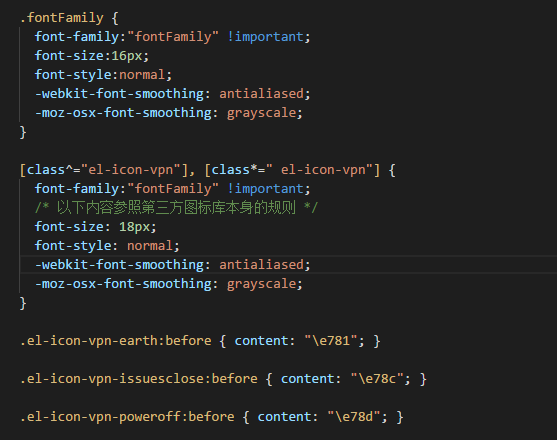 .fontFamily {
font-family:"fontFamily" !important;
font-size:16px;
font-style:normal;
-webkit-font-smoothing: antialiased;
-moz-osx-font-smoothing: grayscale;
}
[class^="el-icon-vpn"], [class*=" el-icon-vpn"] {
font-family:"fontFamily" !important;
/* 以下内容参照第三方图标库本身的规则 */
font-size: 18px;
font-style: normal;
-webkit-font-smoothing: antialiased;
-moz-osx-font-smoothing: grayscale;
}
.el-icon-vpn-earth:before { content: "\e781"; }
.el-icon-vpn-issuesclose:before { content: "\e78c"; }
.el-icon-vpn-poweroff:before { content: "\e78d"; }